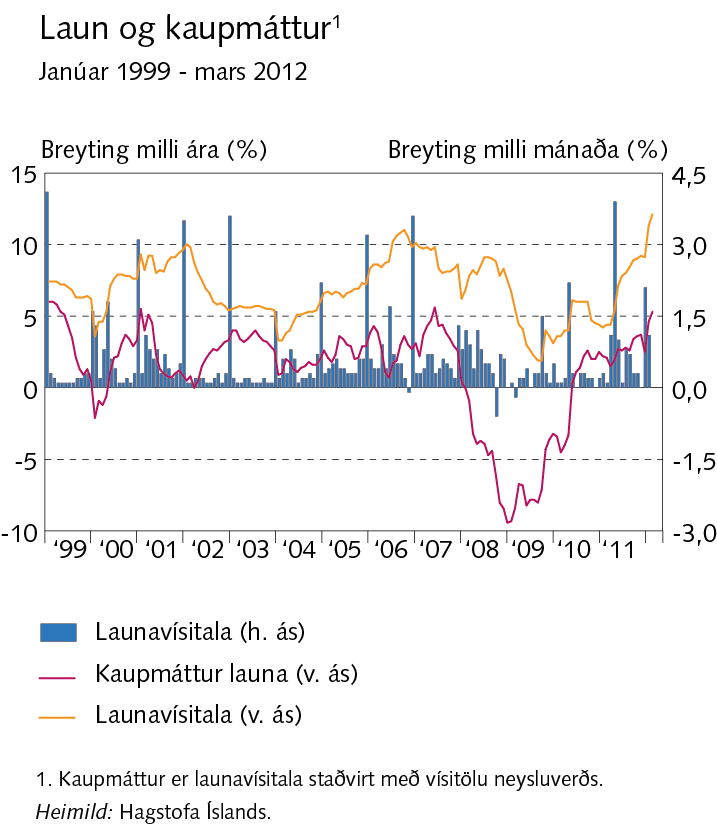 Laun og kaupmáttur¹
Janúar 1999 - mars 2012
Breyting milli ára (%) Breyting milli mánaða (%)
15 4,5
10 3,0
5 1,5
0 0,0
-5 -1,5
-10 -3,0
‘99 ‘00 ‘01 ‘02 ‘03 ‘04 ‘05 ‘06 ‘07 ‘08 ‘09 ‘10 ‘11
Launavísitala (h. ás)
Kaupmáttur launa (v. ás)
Launavísitala (v. ás)
1. Kaupmáttur er launavísitala staðvirt með vísitölu neysluverðs.
Heimild: Hagstofa Íslands.